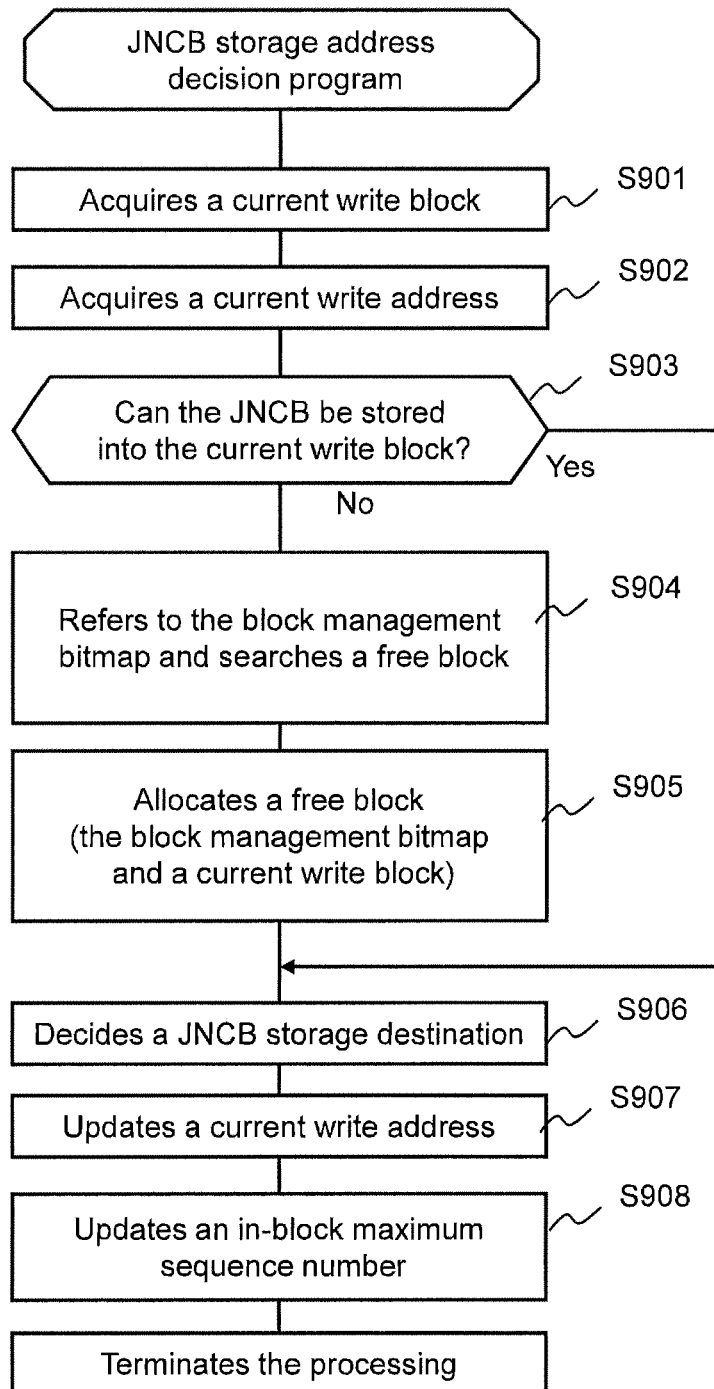 JNCB storage address
decision program
S901
Acquires a current write block
S902
Acquires a current write address
S903
Can the JNCB be stored
into the current write block?
Yes
No
S904
Refers to the block management
bitmap and searches a free block
S905
Allocates a free block
(the block management bitmap
and a current write block)
S906
Decides a JNCB storage destination
S907
Updates a current write address
S908
Updates an in-block maximum
sequence number
Terminates the processing